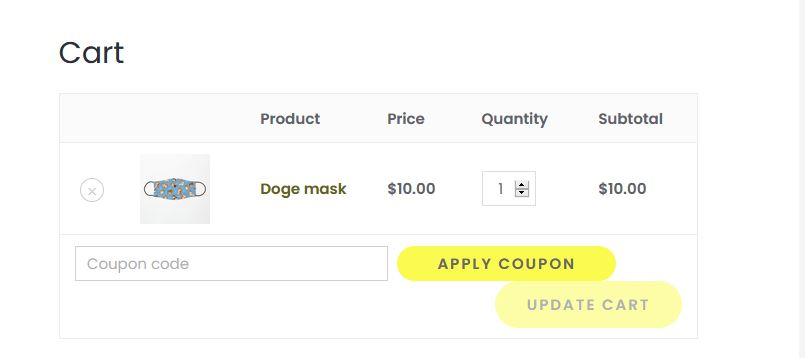 Cart
Product Price Quantity Subtotal
× Doge mask $10.00 1 $10.00
Coupon code APPLY COUPON
UPDATE CART